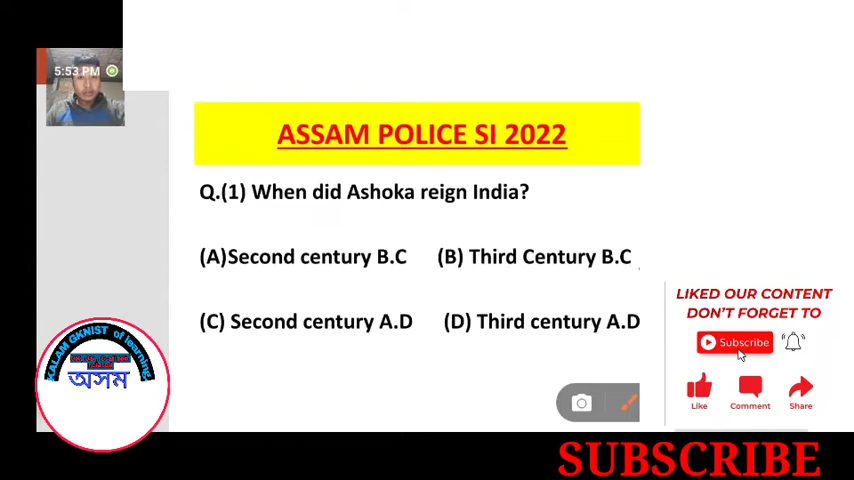 5:53 PM
ASSAM POLICE SI 2022
Q.(1) When did Ashoka reign India?
(A)Second century B.C (B) Third Century B.C
(C) Second century A.D (D) Third century A.D
LIKED OUR CONTENT
DON'T FORGET TO
Subscribe
Like Comment Share
KALAM GKNIST of learning
অসম
SUBSCRIBE